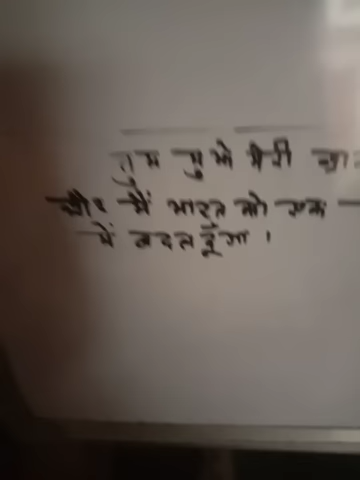 तुम मुझे मेरी
और मैं भारत को एक
में बदल दूँगा।